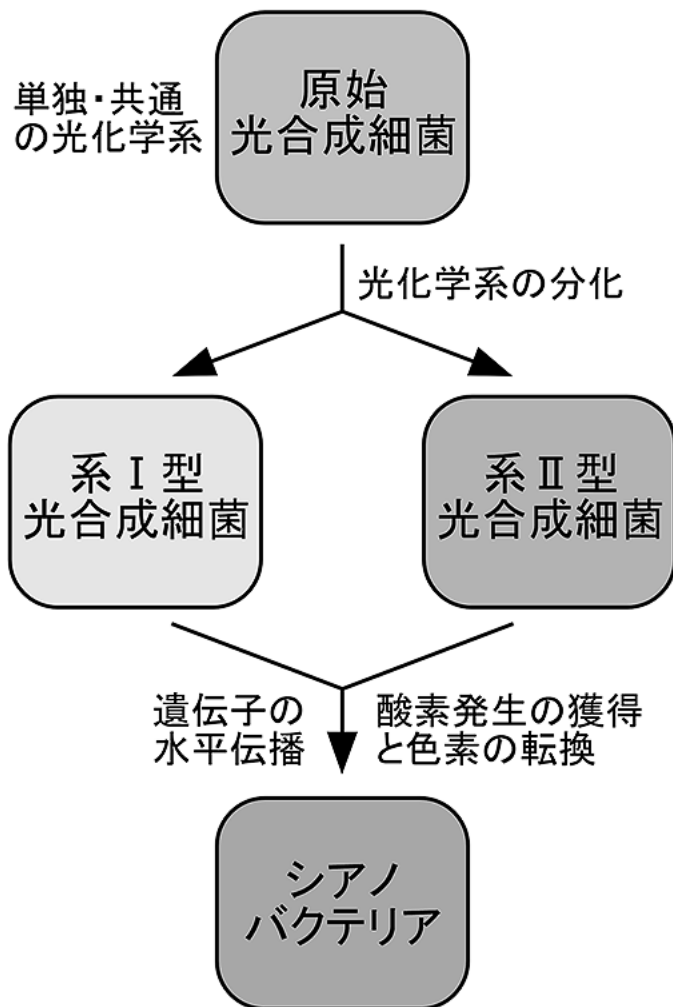 単独・共通
の光化学系
原始
光合成細菌
光化学系の分化
系Ⅰ型
光合成細菌
系Ⅱ型
光合成細菌
遺伝子の
水平伝播
酸素発生の獲得
と色素の転換
シアノ
バクテリア